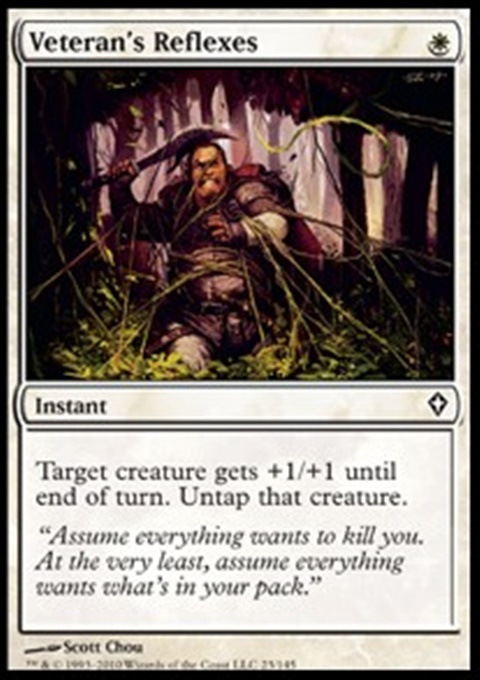 Veteran's Reflexes
Instant
Target creature gets +1/+1 until
end of turn. Untap that creature.
“Assume everything wants to kill you.
At the very least, assume everything
wants what's in your pack.”
Scott Chou
™ & © 1993-2010 Wizards of the Coast LLC 23/145